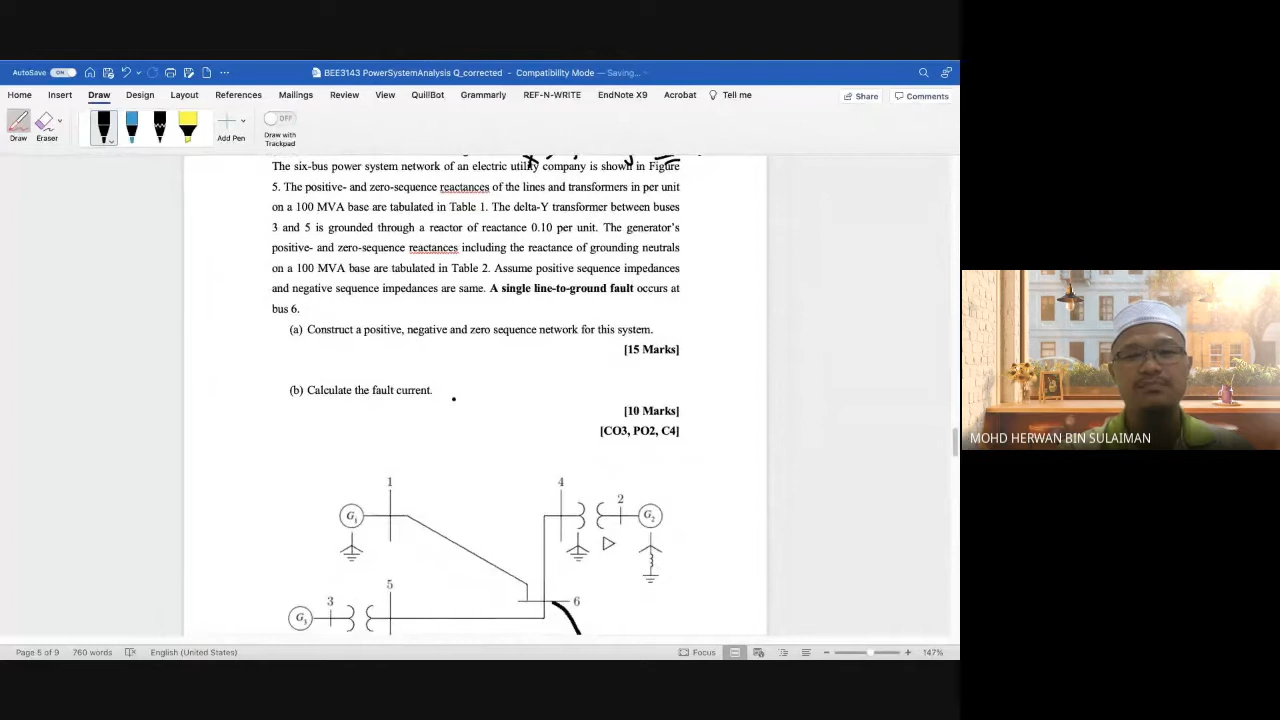 AutoSave ON BEE3143 PowerSystemAnalysis Q_corrected - Compatibility Mode — Saving...
Home Insert Draw Design Layout References Mailings Review View QuillBot Grammarly REF-N-WRITE EndNote X9 Acrobat Tell me Share Comments
Draw Eraser Add Pen OFF Draw with
Trackpad
The six-bus power system network of an electric utility company is shown in Figure
5. The positive- and zero-sequence reactances of the lines and transformers in per unit
on a 100 MVA base are tabulated in Table 1. The delta-Y transformer between buses
3 and 5 is grounded through a reactor of reactance 0.10 per unit. The generator's
positive- and zero-sequence reactances including the reactance of grounding neutrals
on a 100 MVA base are tabulated in Table 2. Assume positive sequence impedances
and negative sequence impedances are same. A single line-to-ground fault occurs at
bus 6.
(a) Construct a positive, negative and zero sequence network for this system.
[15 Marks]
(b) Calculate the fault current.
[10 Marks]
[CO3, PO2, C4]
1 4
2
G1 G2
5
3 6
G3
MOHD HERWAN BIN SULAIMAN
Page 5 of 9 760 words English (United States) Focus 147%